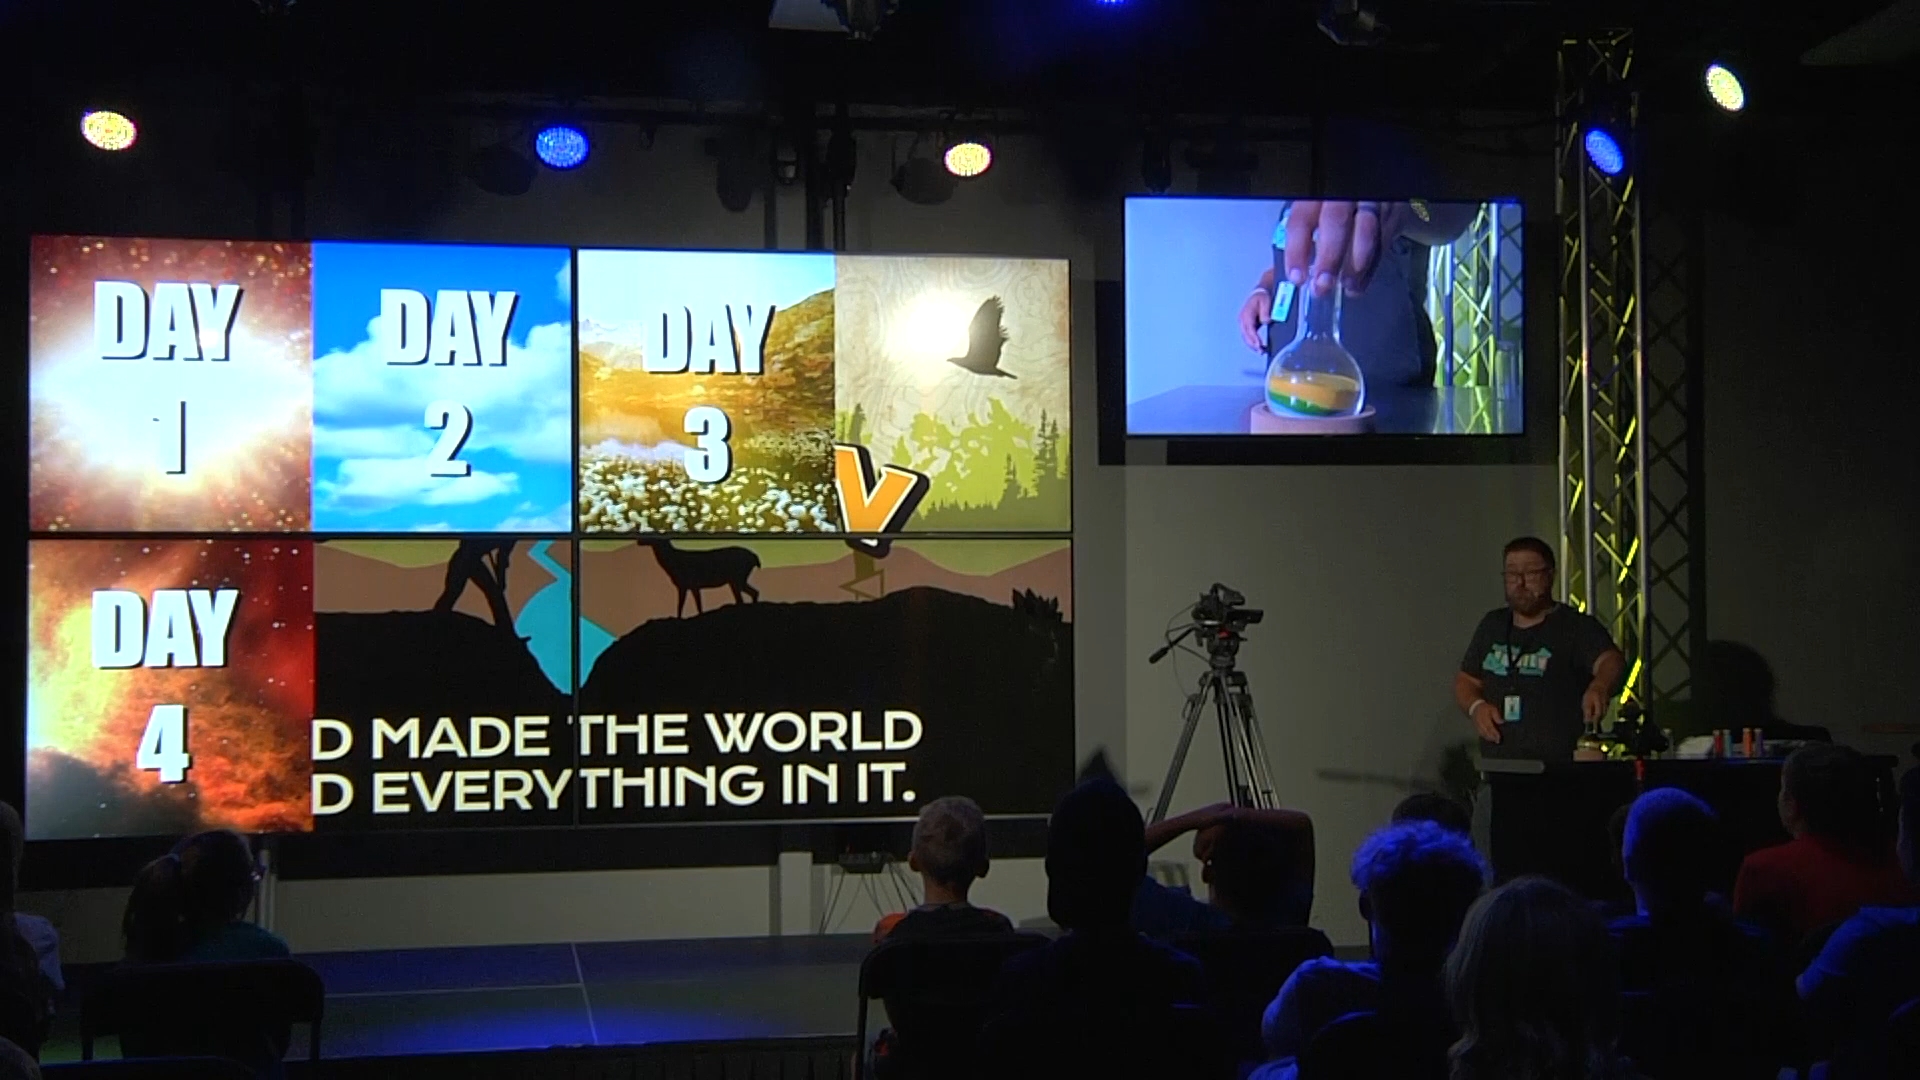 DAY
1
DAY
2
DAY
3
Y
DAY
4
D MADE THE WORLD
D EVERYTHING IN IT.